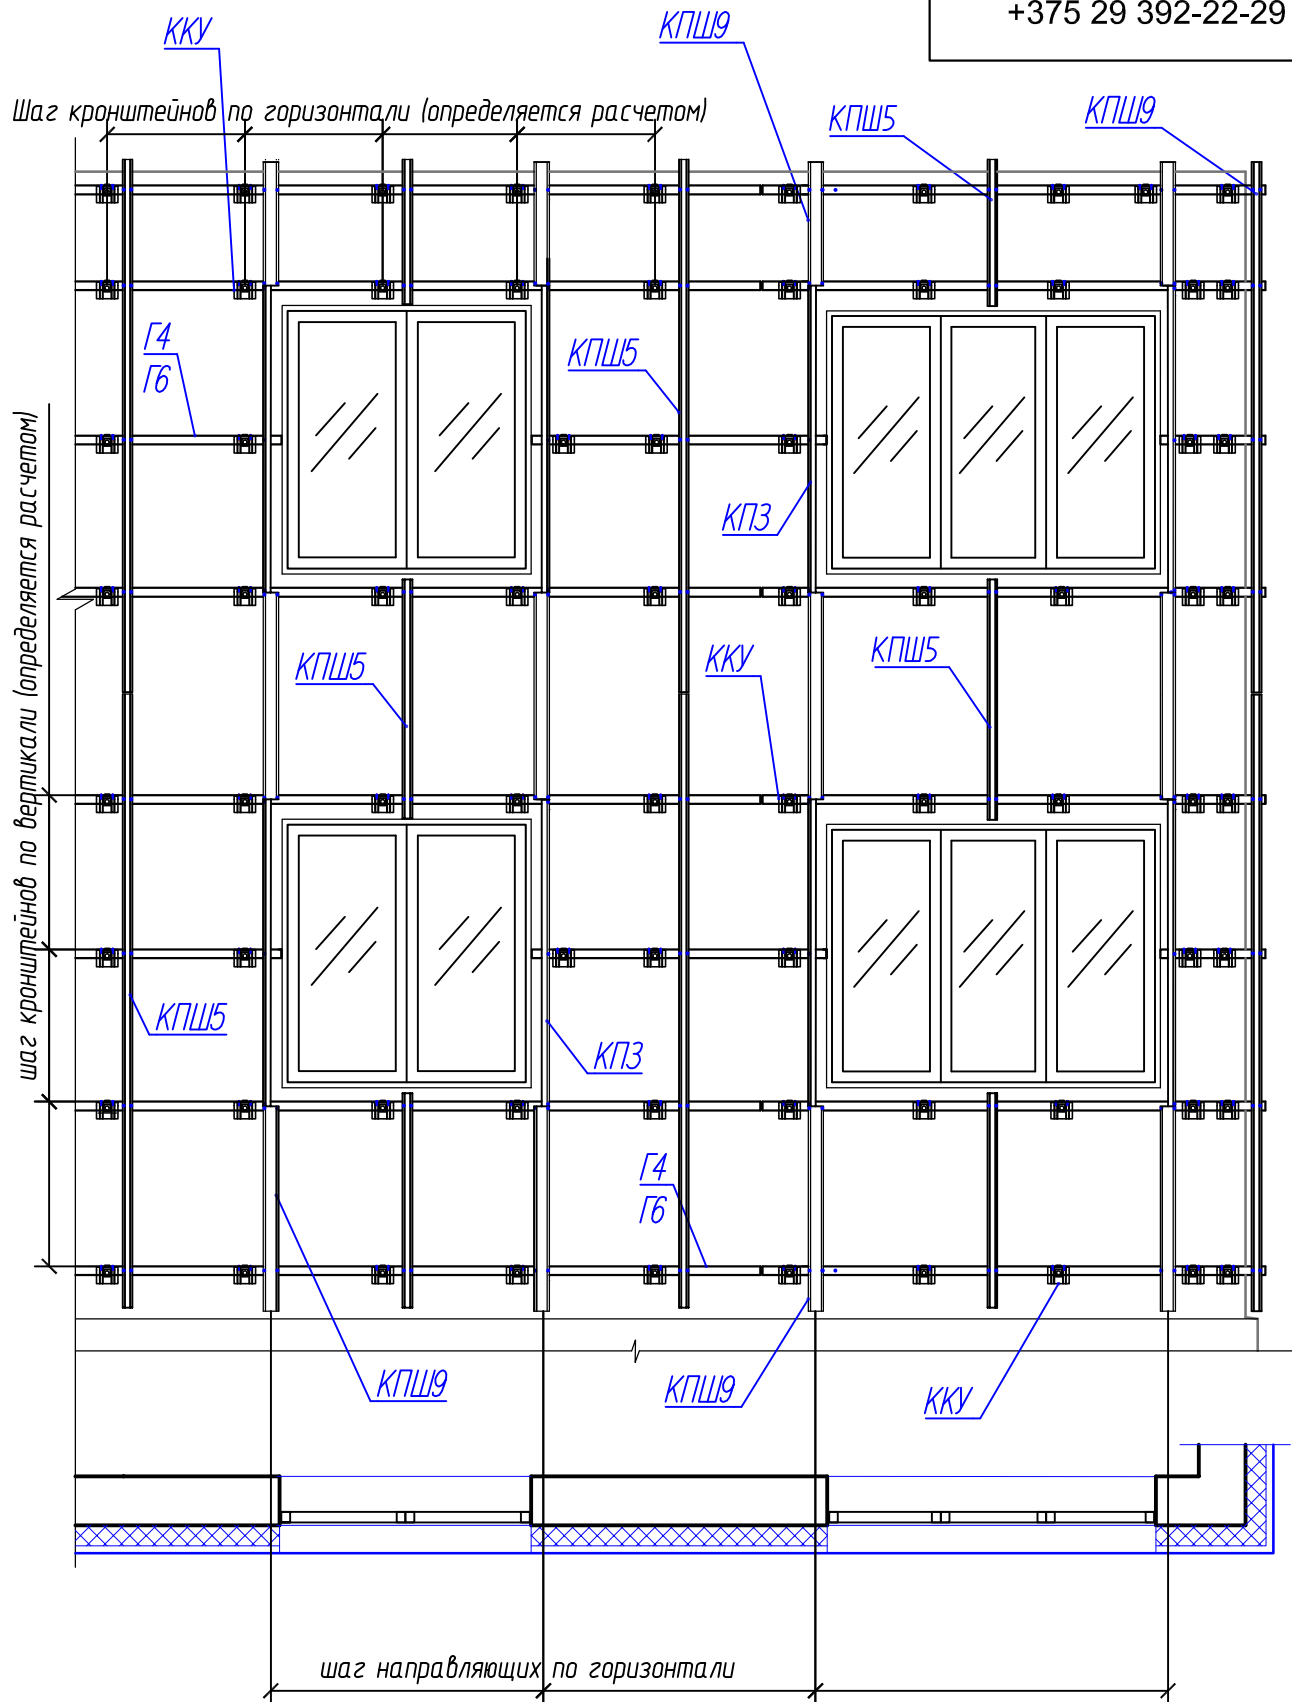 +375 29 392-22-29
ККУ
КПШ9
Шаг кронштейнов по горизонтали (определяется расчетом)
КПШ5
КПШ9
Г4
Г6
КПШ5
шаг кронштейнов по вертикали (определяется расчетом)
КП3
КПШ5
ККУ
КПШ5
КПШ5
КП3
Г4
Г6
КПШ9
КПШ9
ККУ
шаг направляющих по горизонтали